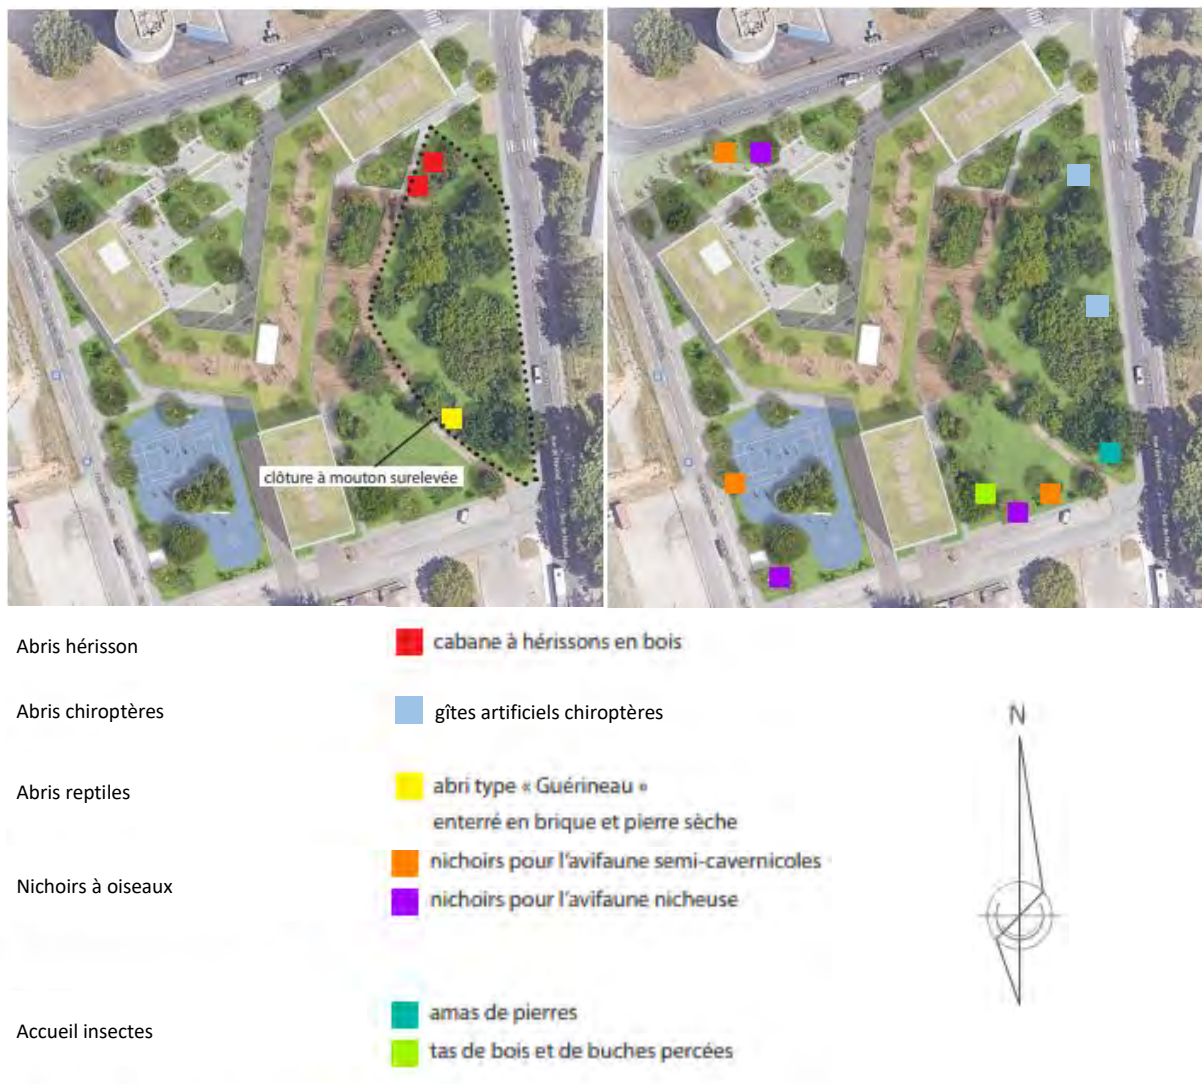 clôture à mouton surelevée
Abris hérisson
cabane à hérissons en bois
Abris chiroptères
gîtes artificiels chiroptères
N
Abris reptiles
abri type « Guérineau »
enterré en brique et pierre sèche
Nichoirs à oiseaux
nichoirs pour l'avifaune semi-cavernicoles
nichoirs pour l'avifaune nicheuse
Accueil insectes
amas de pierres
tas de bois et de buches percées